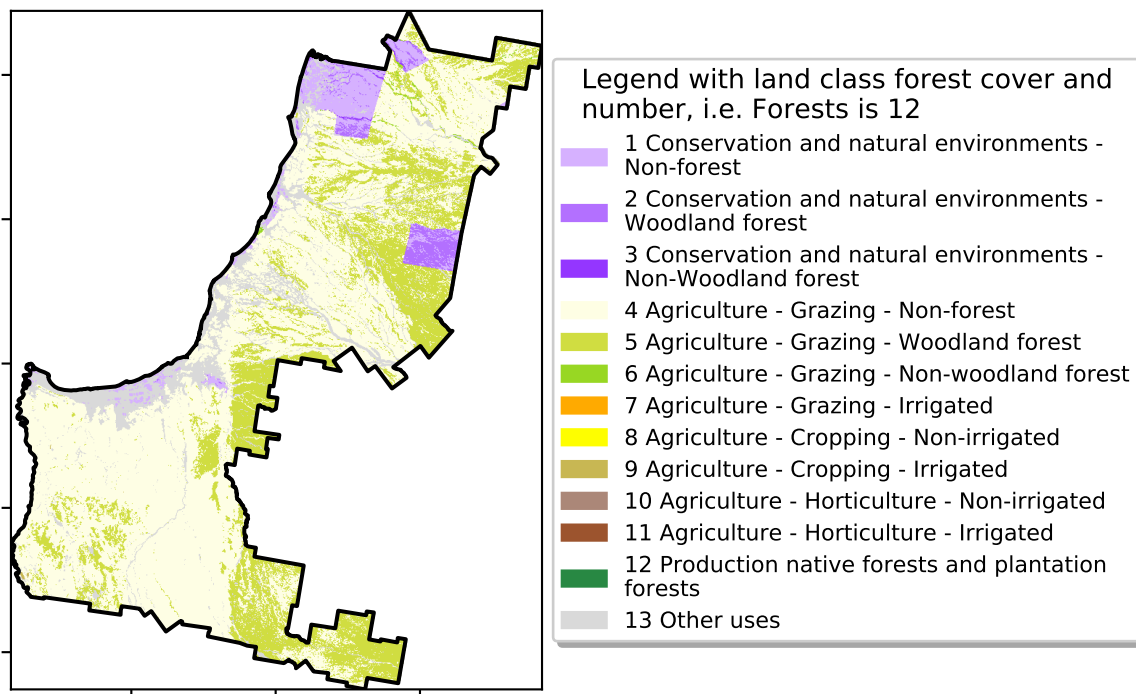 Legend with land class forest cover and
number, i.e. Forests is 12
1 Conservation and natural environments -
Non-forest
2 Conservation and natural environments -
Woodland forest
3 Conservation and natural environments -
Non-Woodland forest
4 Agriculture - Grazing - Non-forest
5 Agriculture - Grazing - Woodland forest
6 Agriculture - Grazing - Non-woodland forest
7 Agriculture - Grazing - Irrigated
8 Agriculture - Cropping - Non-irrigated
9 Agriculture - Cropping - Irrigated
10 Agriculture - Horticulture - Non-irrigated
11 Agriculture - Horticulture - Irrigated
12 Production native forests and plantation
forests
13 Other uses